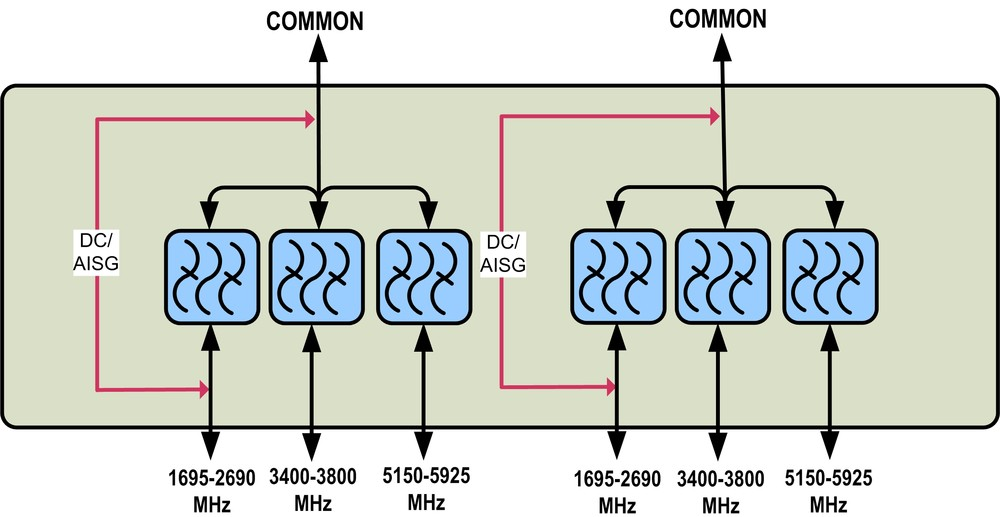 COMMON
COMMON
DC/
AISG
DC/
AISG
1695-2690
MHz
3400-3800
MHz
5150-5925
MHz
1695-2690
MHz
3400-3800
MHz
5150-5925
MHz